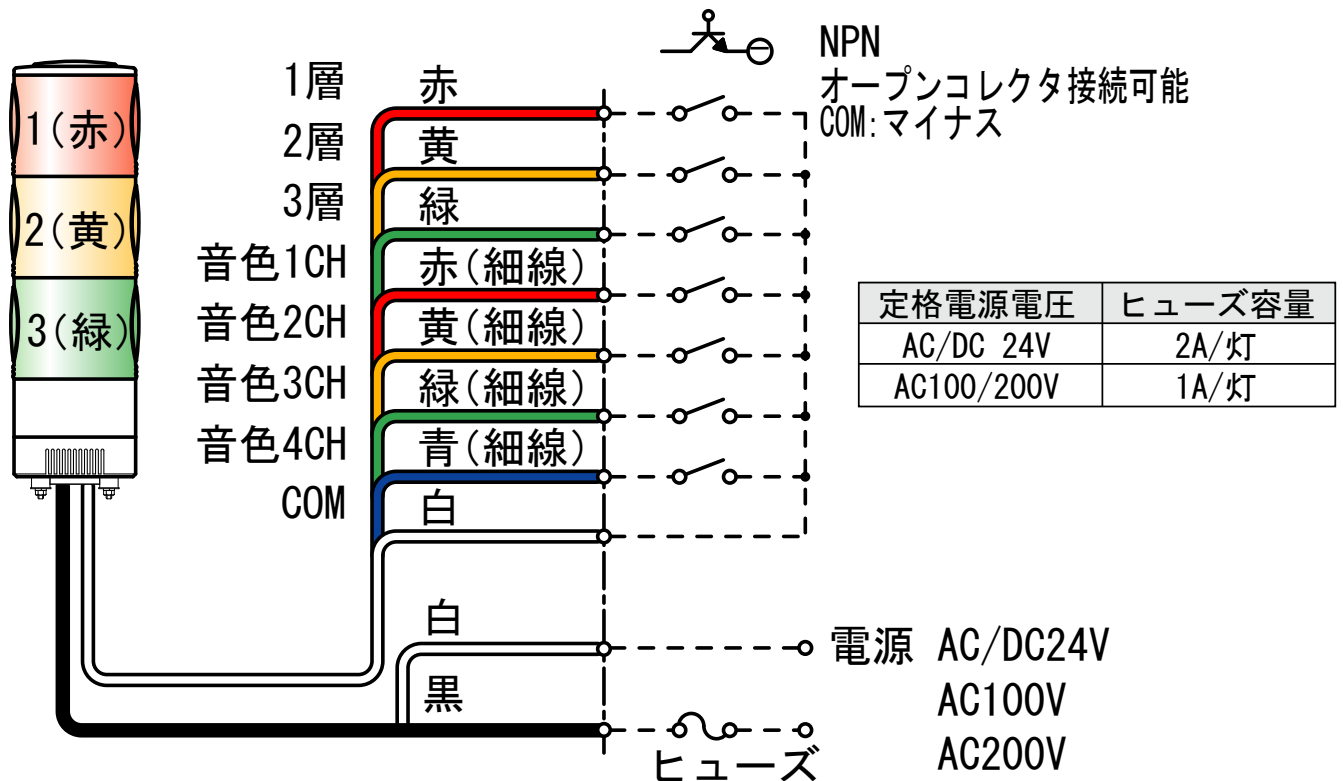 1(赤)
2(黄)
3(緑)
1層
赤
2層
黄
3層
緑
音色1CH
赤(細線)
音色2CH
黄(細線)
音色3CH
緑(細線)
音色4CH
青(細線)
COM
白
白
黒
ヒューズ
NPN
オープンコレクタ接続可能
COM:マイナス
定格電源電圧 ヒューズ容量
AC/DC 24V 2A/灯
AC100/200V 1A/灯
電源 AC/DC24V
AC100V
AC200V